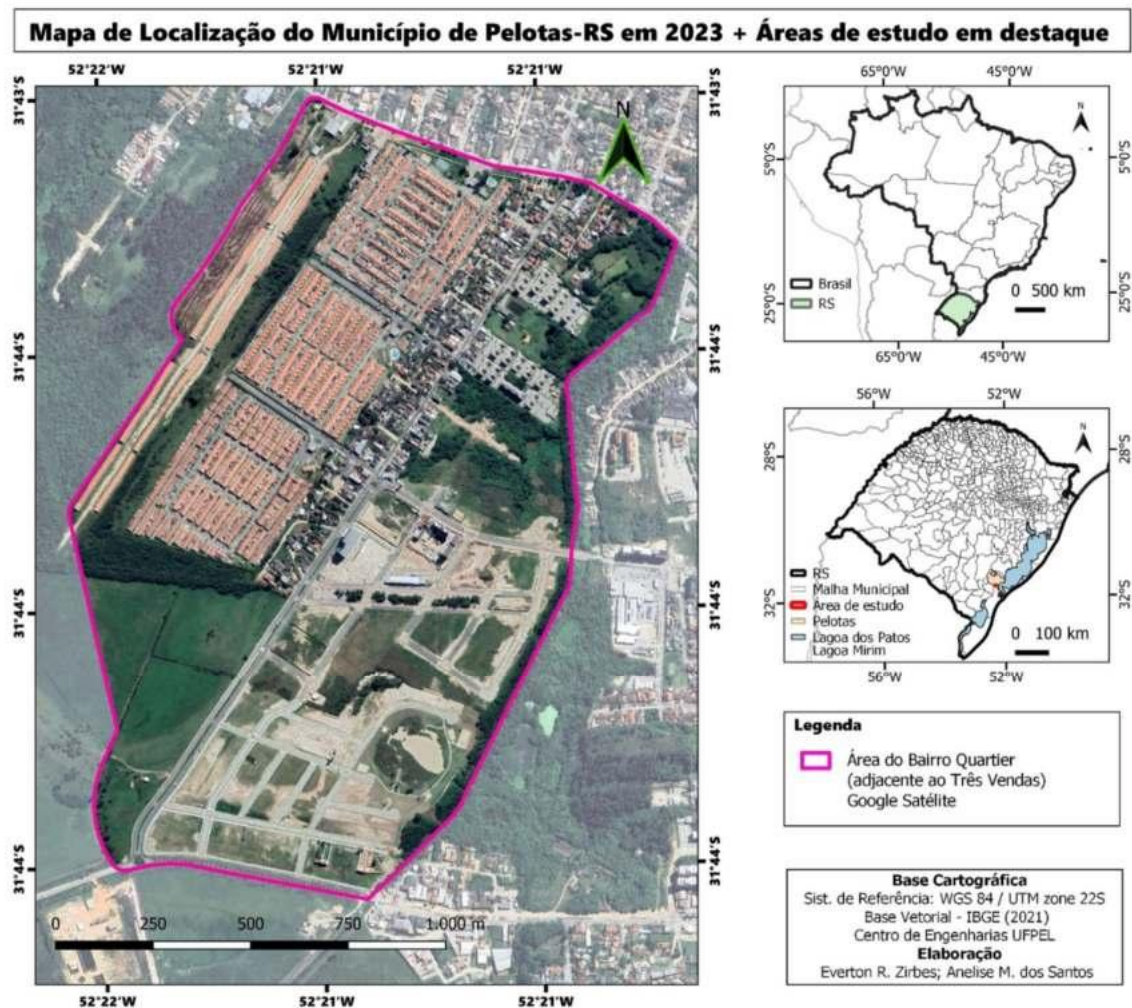 Mapa de Localização do Município de Pelotas-RS em 2023 + Áreas de estudo em destaque
52°22'W 52°21'W 52°21'W
31°43'S 31°43'S
N
31°44'S 31°44'S
31°44'S 31°44'S
31°44'S 31°44'S
0 250 500 750 1.000 m
52°22'W 52°21'W 52°21'W
65°0'W 45°0'W
N
5°0'S 5°0'S
Brasil
RS
0 500 km
25°0'S 25°0'S
65°0'W 45°0'W
56°W 52°W
N
28°S 28°S
RS
Malha Municipal
Área de estudo
Pelotas
Lagoa dos Patos
Lagoa Mirim
0 100 km
32°S 32°S
56°W 52°W
Legenda
Área do Bairro Quartier
(adjacente ao Três Vendas)
Google Satélite
Base Cartográfica
Sist. de Referência: WGS 84 / UTM zone 22S
Base Vetorial - IBGE (2021)
Centro de Engenharias UFPEL
Elaboração
Everton R. Zirbes; Anelise M. dos Santos